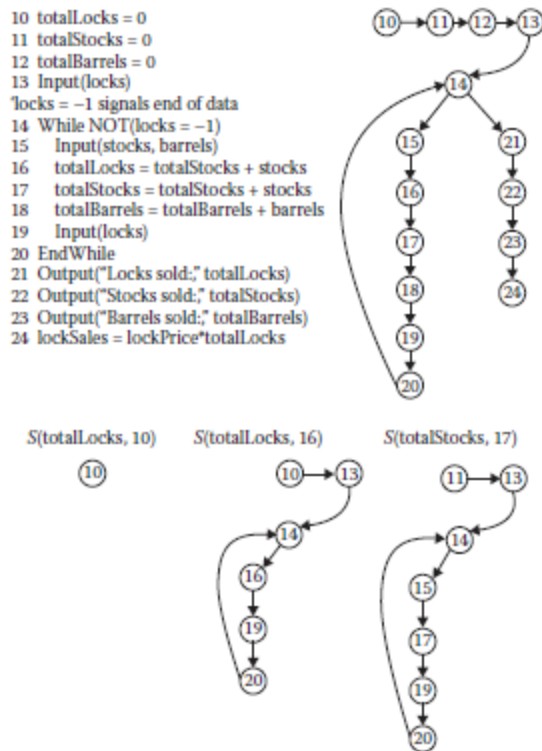 10 totalLocks = 0
11 totalStocks = 0
12 totalBarrels = 0
13 Input(locks)
'locks = −1 signals end of data
14 While NOT(locks = −1)
15 Input(stocks, barrels)
16 totalLocks = totalStocks + stocks
17 totalStocks = totalStocks + stocks
18 totalBarrels = totalBarrels + barrels
19 Input(locks)
20 EndWhile
21 Output("Locks sold:," totalLocks)
22 Output("Stocks sold:," totalStocks)
23 Output("Barrels sold:," totalBarrels)
24 lockSales = lockPrice*totalLocks
10 11 12 13
14
15 21
16 22
17 23
18 24
19
20
S(totalLocks, 10) S(totalLocks, 16) S(totalStocks, 17)
10 10 13 11 13
14 14
16 15
19 17
20 19
20